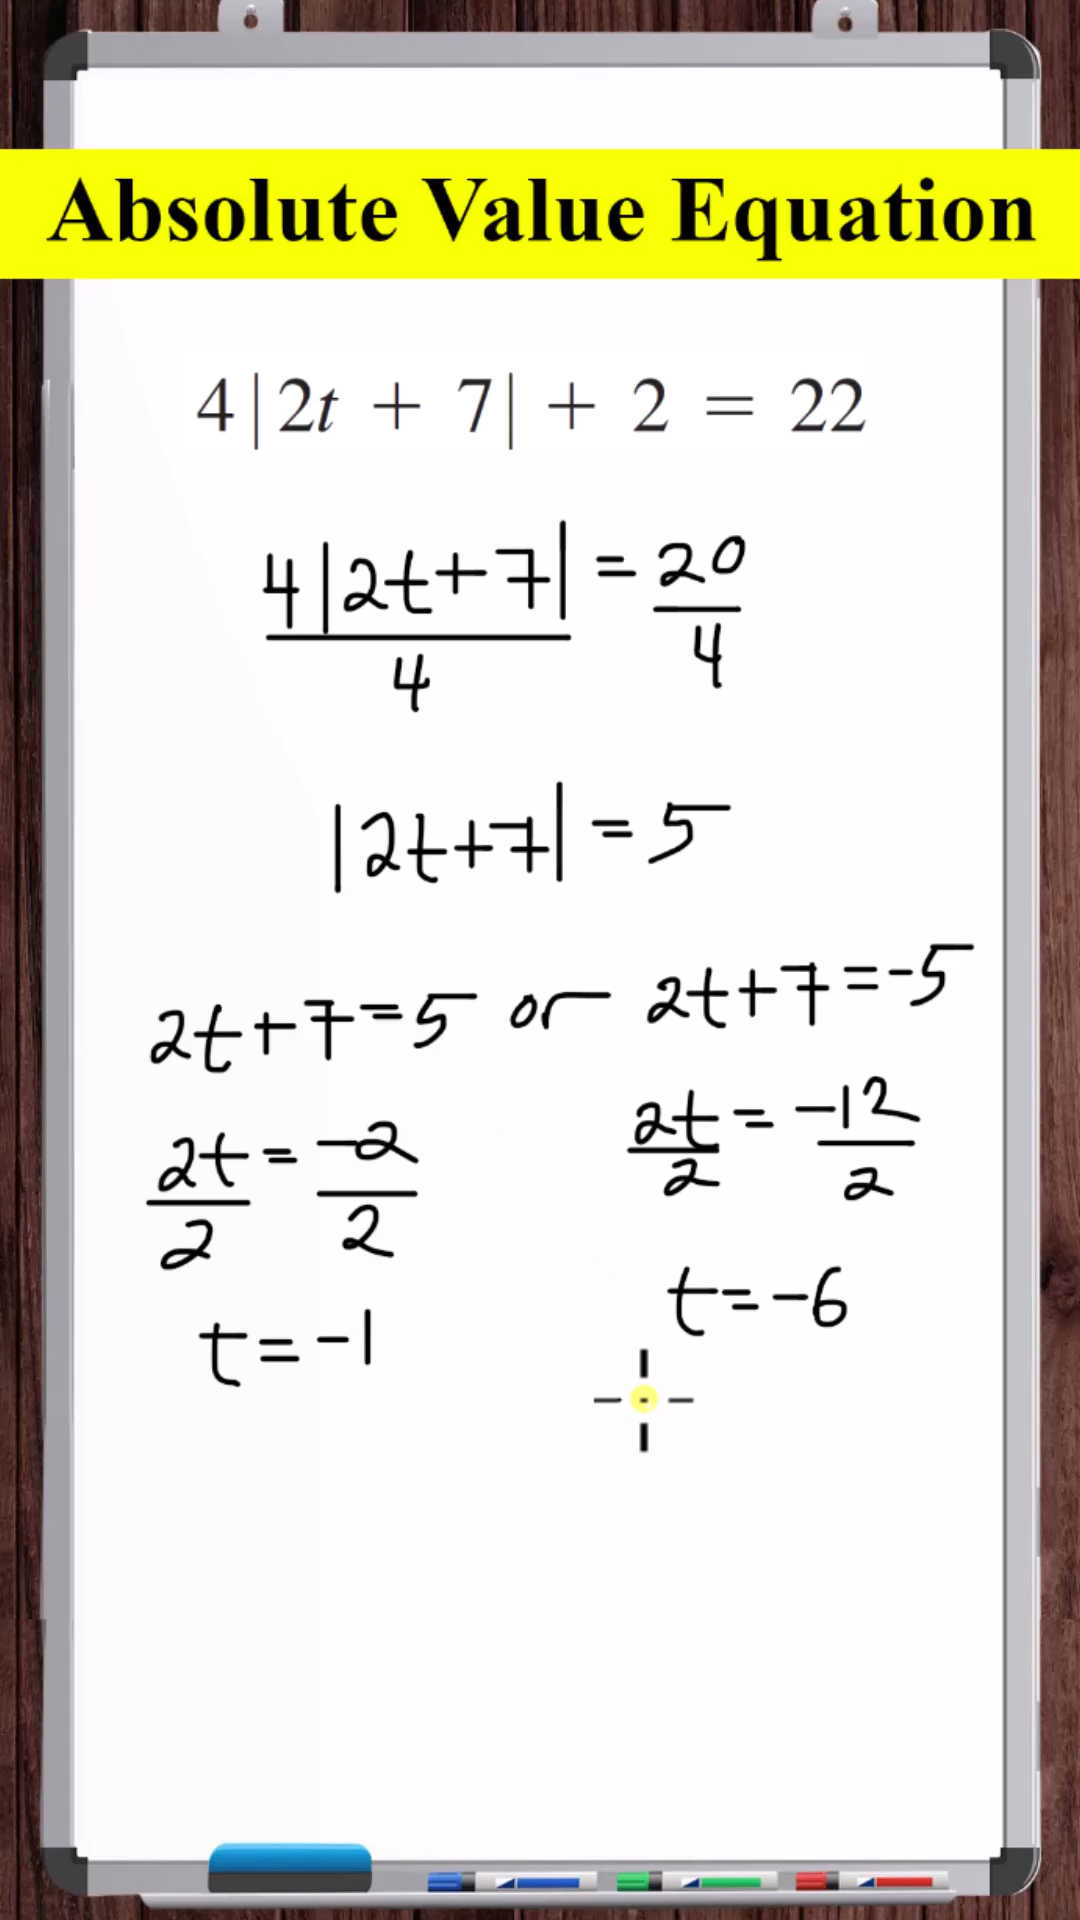 Absolute Value Equation
4|2t + 7| + 2 = 22
4|2t+7| = 20
4 4
|2t+7| = 5
2t+7=5 or 2t+7=-5
2t = -2
2 2
t = -1
2t = -12
2 2
t = -6